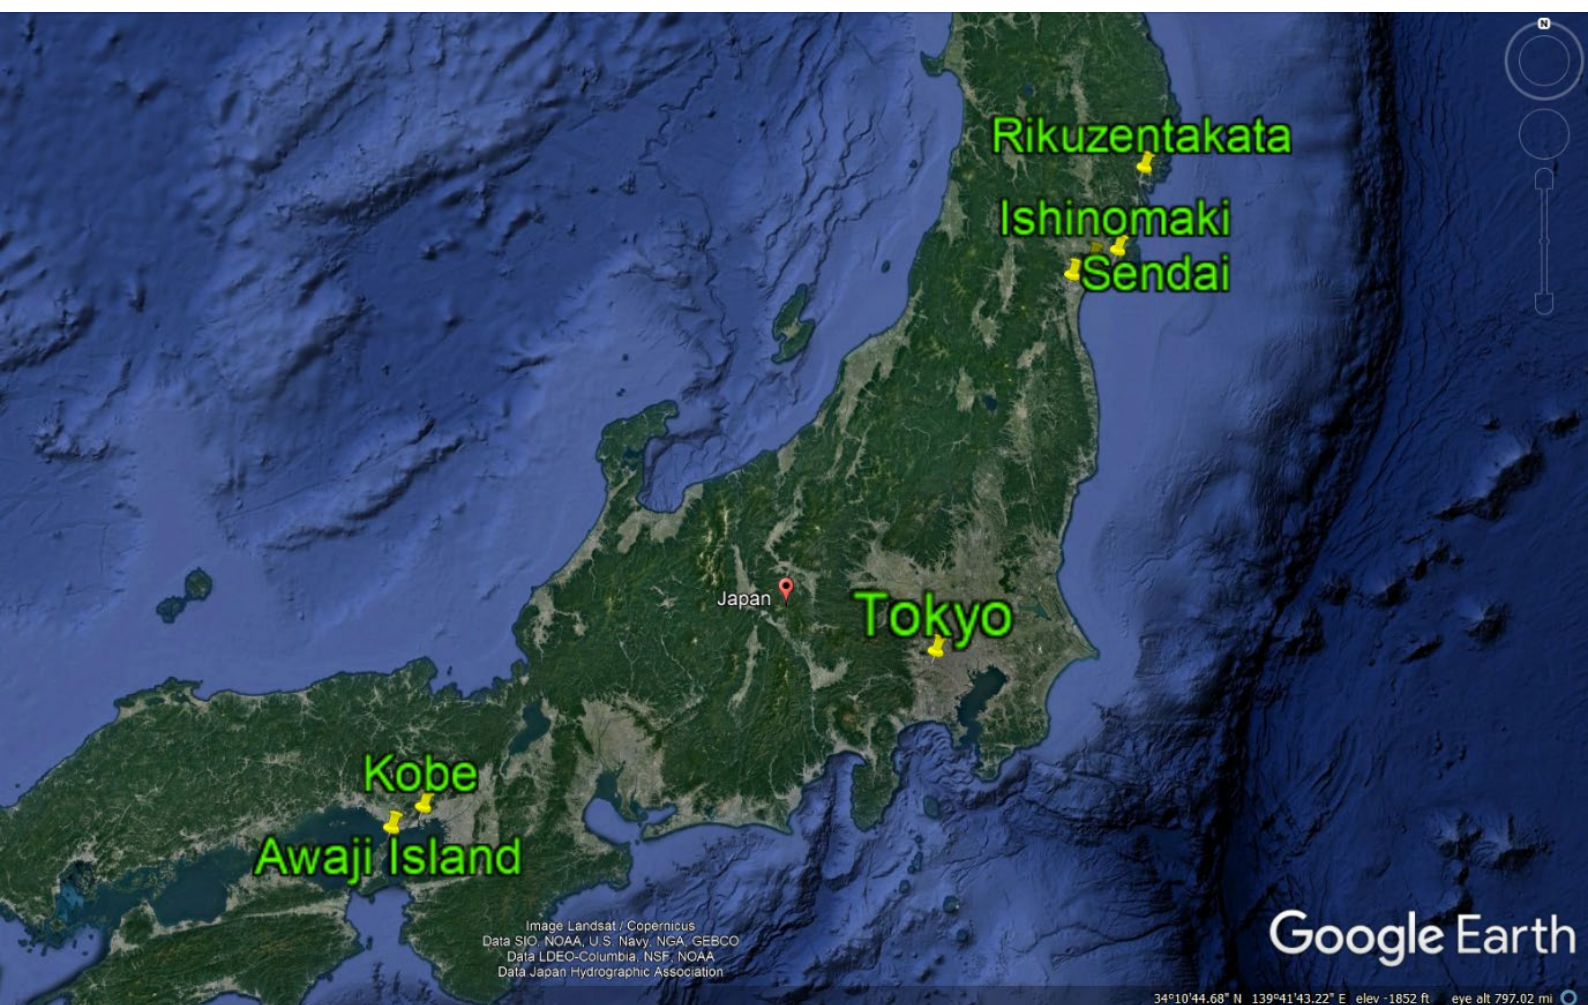 N
Rikuzentakata
Ishinomaki
Sendai
Japan
Tokyo
Kobe
Awaji Island
Image Landsat / Copernicus
Data SIO, NOAA, U.S. Navy, NGA, GEBCO
Data LDEO-Columbia, NSF, NOAA
Data Japan Hydrographic Association
Google Earth
34°10'44.68" N 139°41'43.22" E elev -1852 ft eye alt 797.02 mi